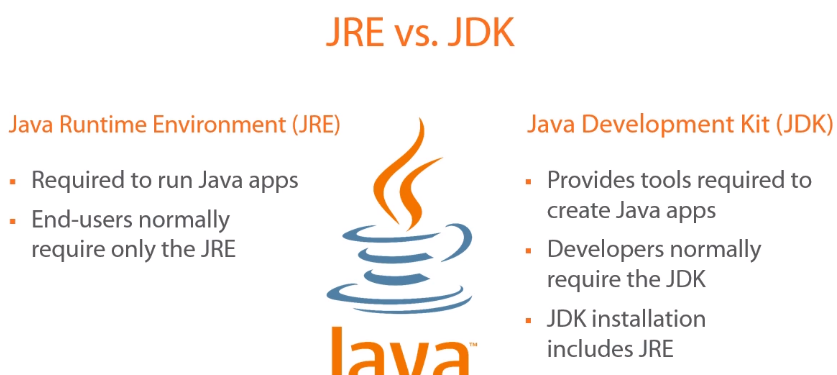 JRE vs. JDK
Java Runtime Environment (JRE)
▪ Required to run Java apps
▪ End-users normally
require only the JRE
Java™
Java Development Kit (JDK)
▪ Provides tools required to
create Java apps
▪ Developers normally
require the JDK
▪ JDK installation
includes JRE